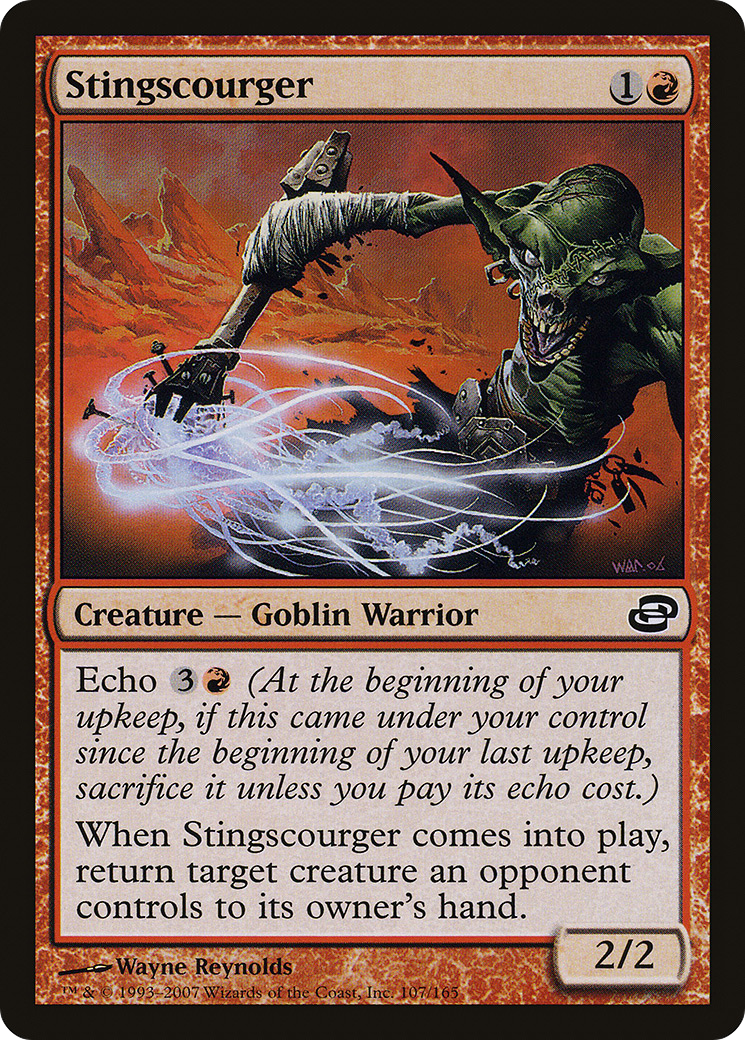 Stingscourger 1
Creature — Goblin Warrior
Echo 3 (At the beginning of your
upkeep, if this came under your control
since the beginning of your last upkeep,
sacrifice it unless you pay its echo cost.)
When Stingscourger comes into play,
return target creature an opponent
controls to its owner's hand.
2/2
Wayne Reynolds
™ & © 1993–2007 Wizards of the Coast, Inc. 107/165